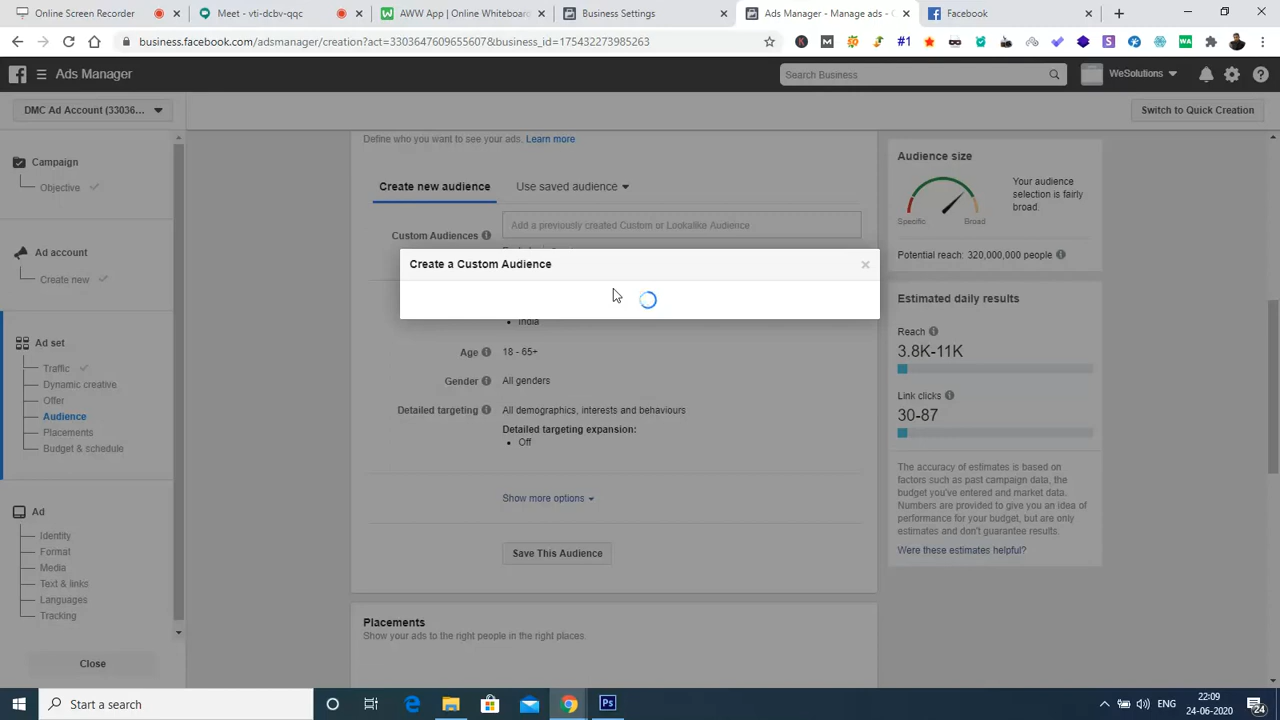 Online Screen Recorder
Meet - vti-dcbv-qqc
AWW App | Online Whiteboard
Business Settings
Ads Manager - Manage ads - C
Facebook
business.facebook.com/adsmanager/creation?act=3303647609655607&business_id=175432273985263
#1
Ads Manager
Search Business
WeSolutions
DMC Ad Account (33036...
Switch to Quick Creation
Campaign
Objective
Ad account
Create new
Ad set
Traffic
Dynamic creative
Offer
Audience
Placements
Budget & schedule
Ad
Identity
Format
Media
Text & links
Languages
Tracking
Close
Define who you want to see your ads. Learn more
Create new audience
Use saved audience
Custom Audiences
Add a previously created Custom or Lookalike Audience
Create a Custom Audience
India
Age
18 - 65+
Gender
All genders
Detailed targeting
All demographics, interests and behaviours
Detailed targeting expansion:
Off
Show more options
Save This Audience
Placements
Show your ads to the right people in the right places.
Audience size
Your audience
selection is fairly
broad.
Specific
Broad
Potential reach: 320,000,000 people
Estimated daily results
Reach
3.8K-11K
Link clicks
30-87
The accuracy of estimates is based on
factors such as past campaign data, the
budget you've entered and market data.
Numbers are provided to give you an idea of
performance for your budget, but are only
estimates and don't guarantee results.
Were these estimates helpful?
Start a search
Ps
22:09
24-06-2020
24